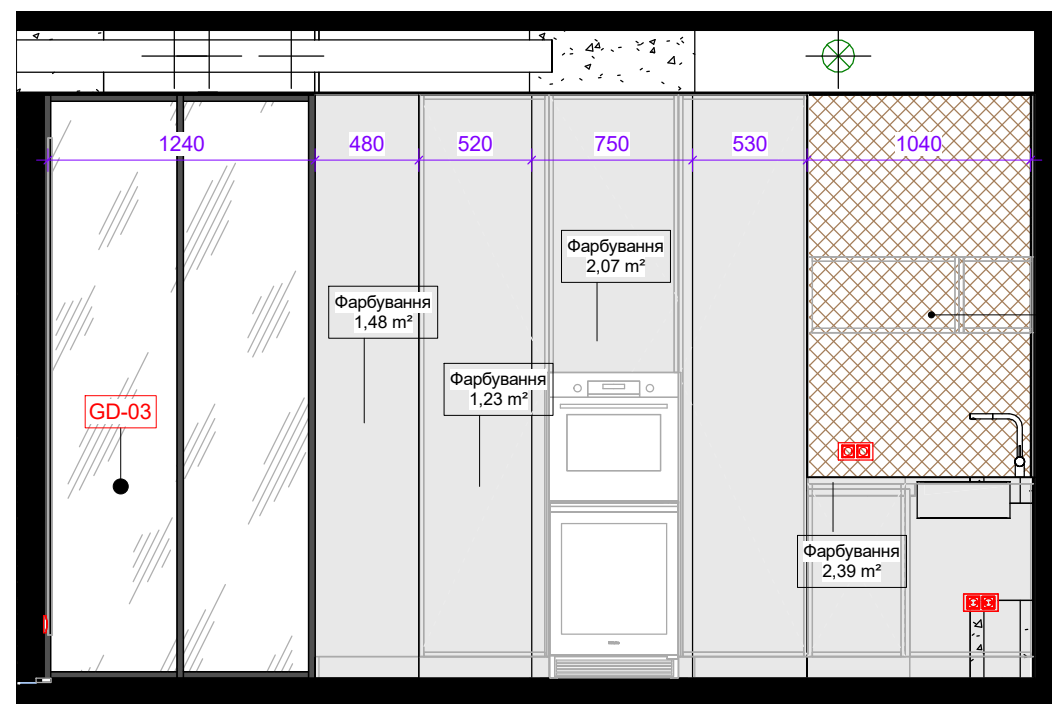 1240
480
520
750
530
1040
Фарбування
2,07 m²
Фарбування
1,48 m²
Фарбування
1,23 m²
GD-03
Фарбування
2,39 m²